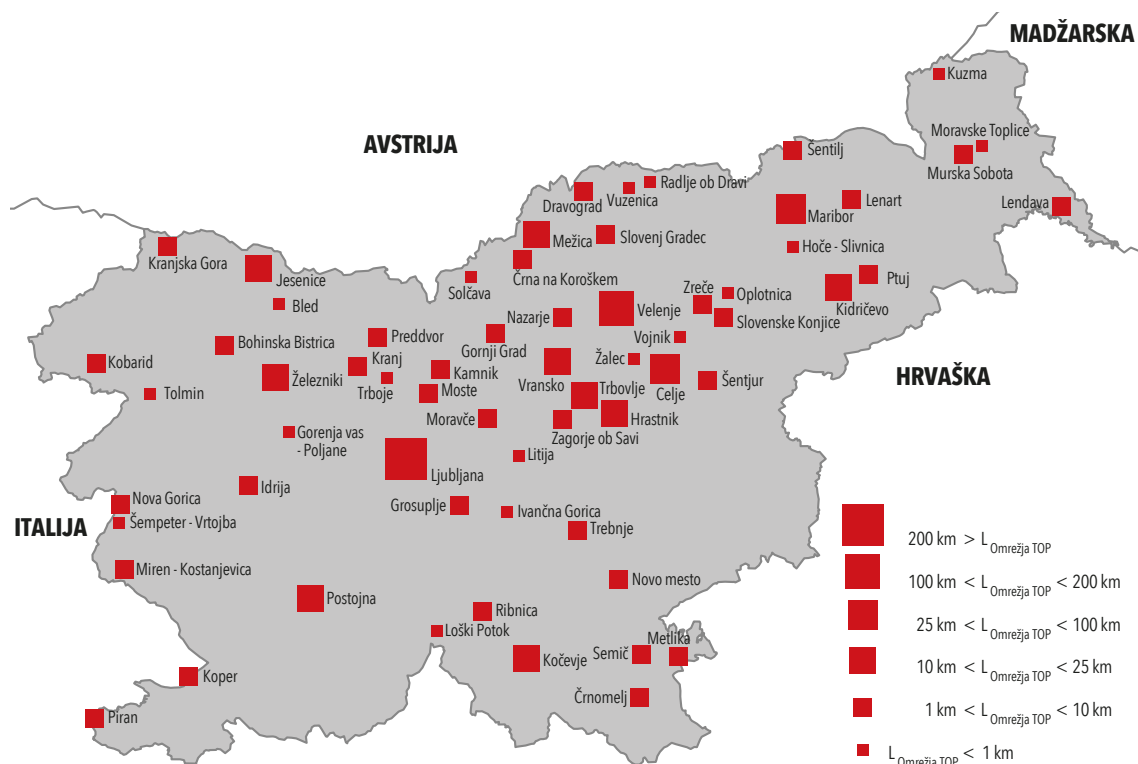 MADŽARSKA
Kuzma
AVSTRIJA
Moravske Toplice
Šentilj
Murska Sobota
Radlje ob Dravi
Vuzenica
Dravograd
Lenart
Lendava
Maribor
Slovenj Gradec
Mežica
Hoče - Slivnica
Kranjska Gora
Črna na Koroškem
Jesenice
Ptuj
Solčava
Zreče
Oplotnica
Kidričevo
Bled
Nazarje
Velenje
Slovenske Konjice
Preddvor
Vojnik
Bohinska Bistrica
Gornji Grad
Kobarid
Kranj
Kamnik
Žalec
HRVAŠKA
Železniki
Trboje
Vransko
Trbovlje
Celje
Šentjur
Tolmin
Moste
Moravče
Hrastnik
Gorenja vas
- Poljane
Zagorje ob Savi
Litija
Ljubljana
Idrija
Nova Gorica
Grosuplje
Ivančna Gorica
ITALIJA
Šempeter - Vrtojba
Trebnje
200 km > L Omrežja TOP
Miren - Kostanjevica
Novo mesto
100 km < L Omrežja TOP < 200 km
Postojna
Ribnica
25 km < L Omrežja TOP < 100 km
Loški Potok
Metlika
Semič
Kočevje
10 km < L Omrežja TOP < 25 km
Koper
Črnomelj
1 km < L Omrežja TOP < 10 km
Piran
L Omrežja TOP < 1 km